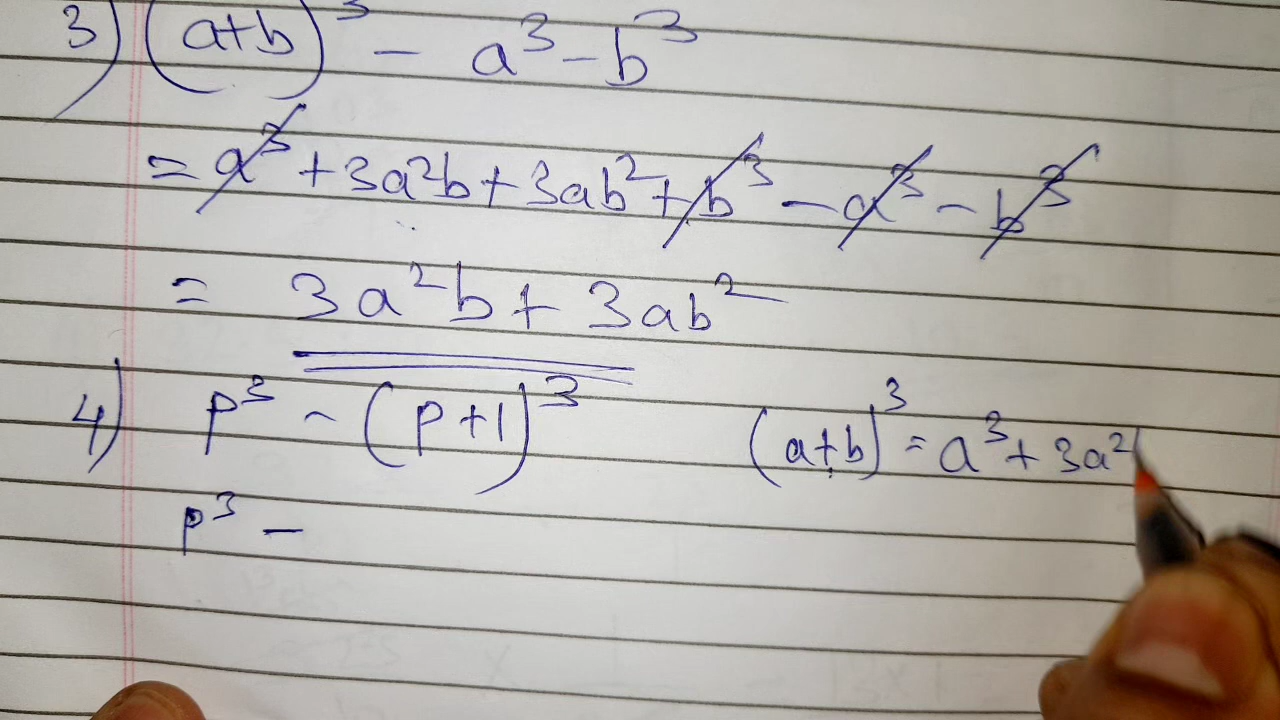 3) (a+b)³ - a³ - b³
= a³ + 3a²b + 3ab² + b³ - a³ - b³
= 3a²b + 3ab²
4) p³ - (p+1)³ (a+b)³ = a³ + 3a²
p³ -